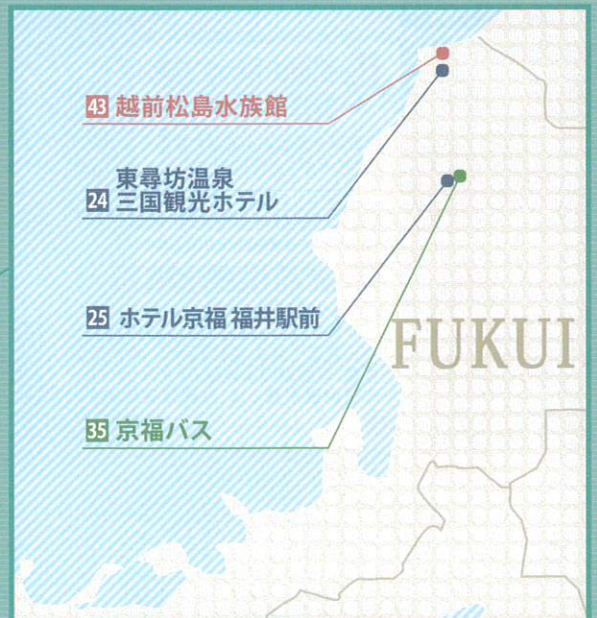 43 越前松島水族館
東尋坊温泉
24 三国観光ホテル
25 ホテル京福 福井駅前
FUKUI
35 京福バス